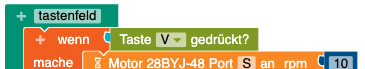 + tastenfeld
+ wenn Taste V gedrückt?
mache Motor 28BYJ-48 Port S an rpm 10